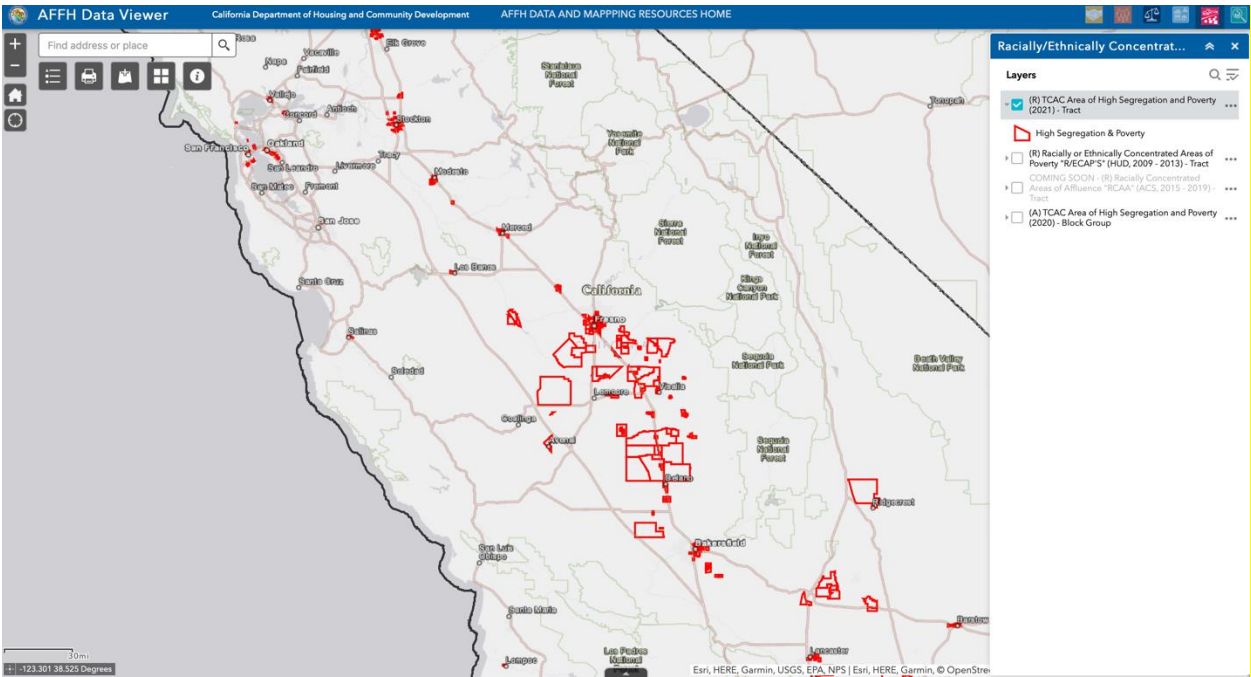 AFFH Data Viewer
California Department of Housing and Community Development
AFFH DATA AND MAPPPING RESOURCES HOME
Find address or place
Racially/Ethnically Concentrat...
Layers
(R) TCAC Area of High Segregation and Poverty
(2021) - Tract
High Segregation & Poverty
(R) Racially or Ethnically Concentrated Areas of
Poverty "R/ECAP'S" (HUD, 2009 - 2013) - Tract
COMING SOON - (R) Racially Concentrated
Areas of Affluence "RCAA" (ACS, 2015 - 2019) -
Tract
(A) TCAC Area of High Segregation and Poverty
(2020) - Block Group
Vacaville
Elk Grove
Napa
Fairfield
Stanislaus
National
Forest
Vallejo
Concord
Antioch
Stockton
Tonopah
San Francisco
Oakland
Yosemite
National
Park
San Leandro
Livermore
Tracy
San Mateo
Fremont
Modesto
San Jose
Merced
Sierra
National
Forest
Inyo
National
Forest
Los Banos
Santa Cruz
California
Kings
Canyon
National Park
Fresno
Salinas
Soledad
Sequoia
National Park
Death Valley
National Park
Lemoore
Visalia
Coalinga
Avenal
Sequoia
National
Forest
Delano
Ridgecrest
San Luis
Obispo
Bakersfield
Santa Maria
Barstow
Lompoc
Los Padres
National
Lancaster
30mi
-123.301 38.525 Degrees
Esri, HERE, Garmin, USGS, EPA, NPS | Esri, HERE, Garmin, © OpenStre